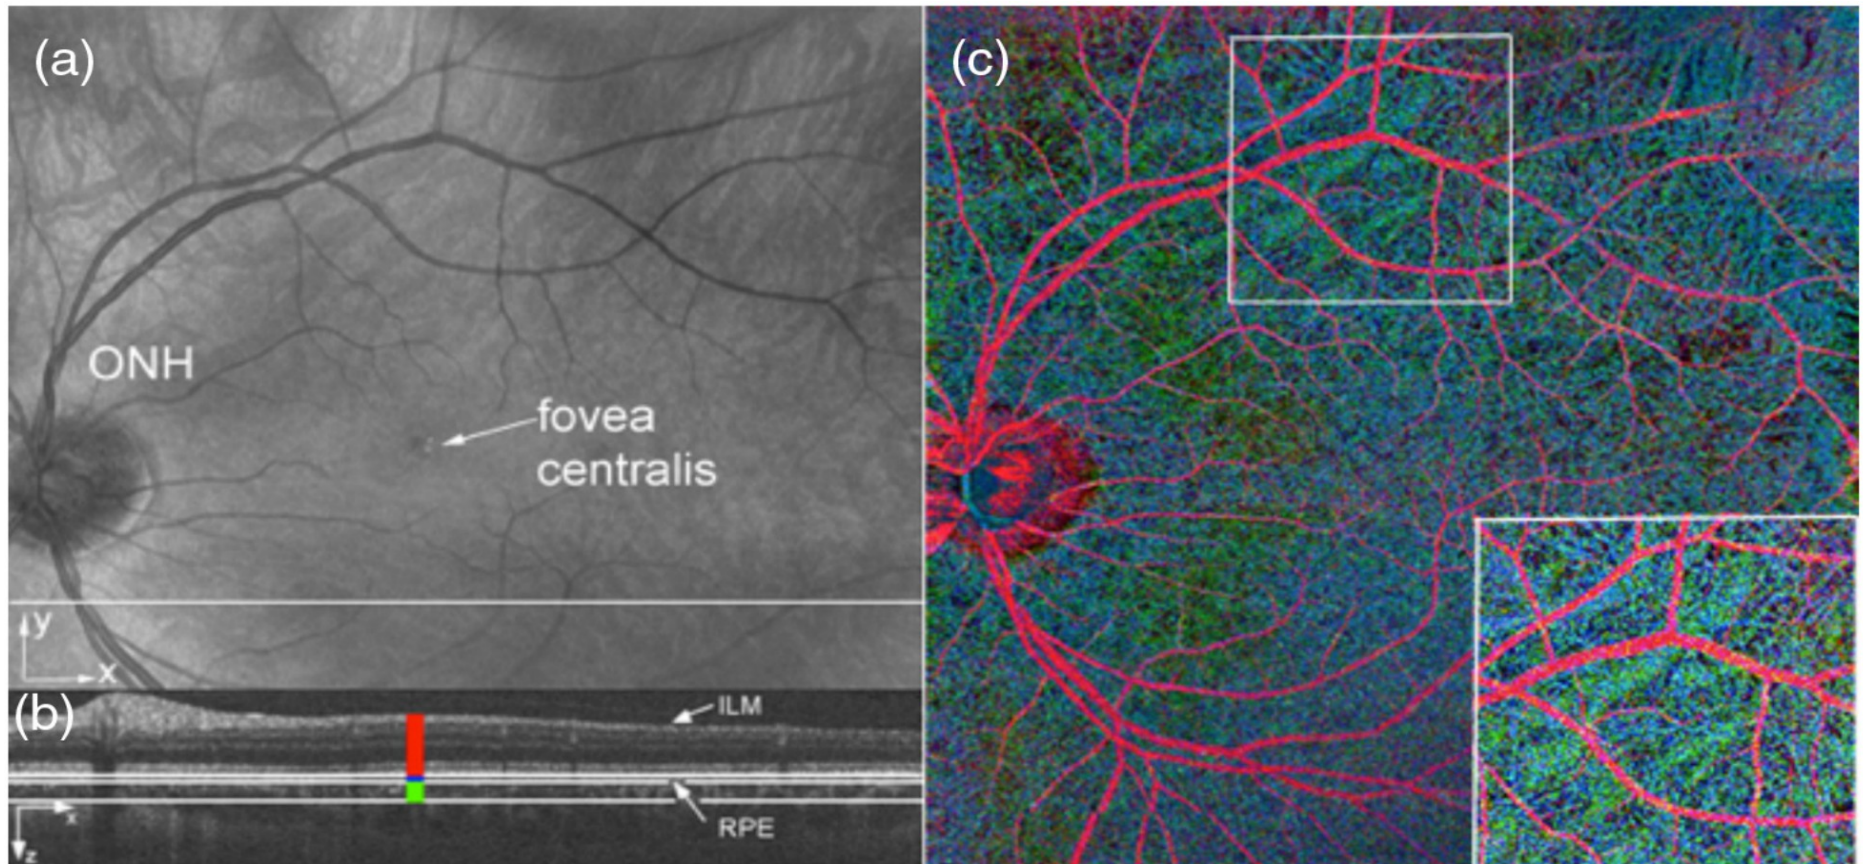 (a)
ONH
fovea
centralis
y
x
(b)
ILM
RPE
x
z
(c)